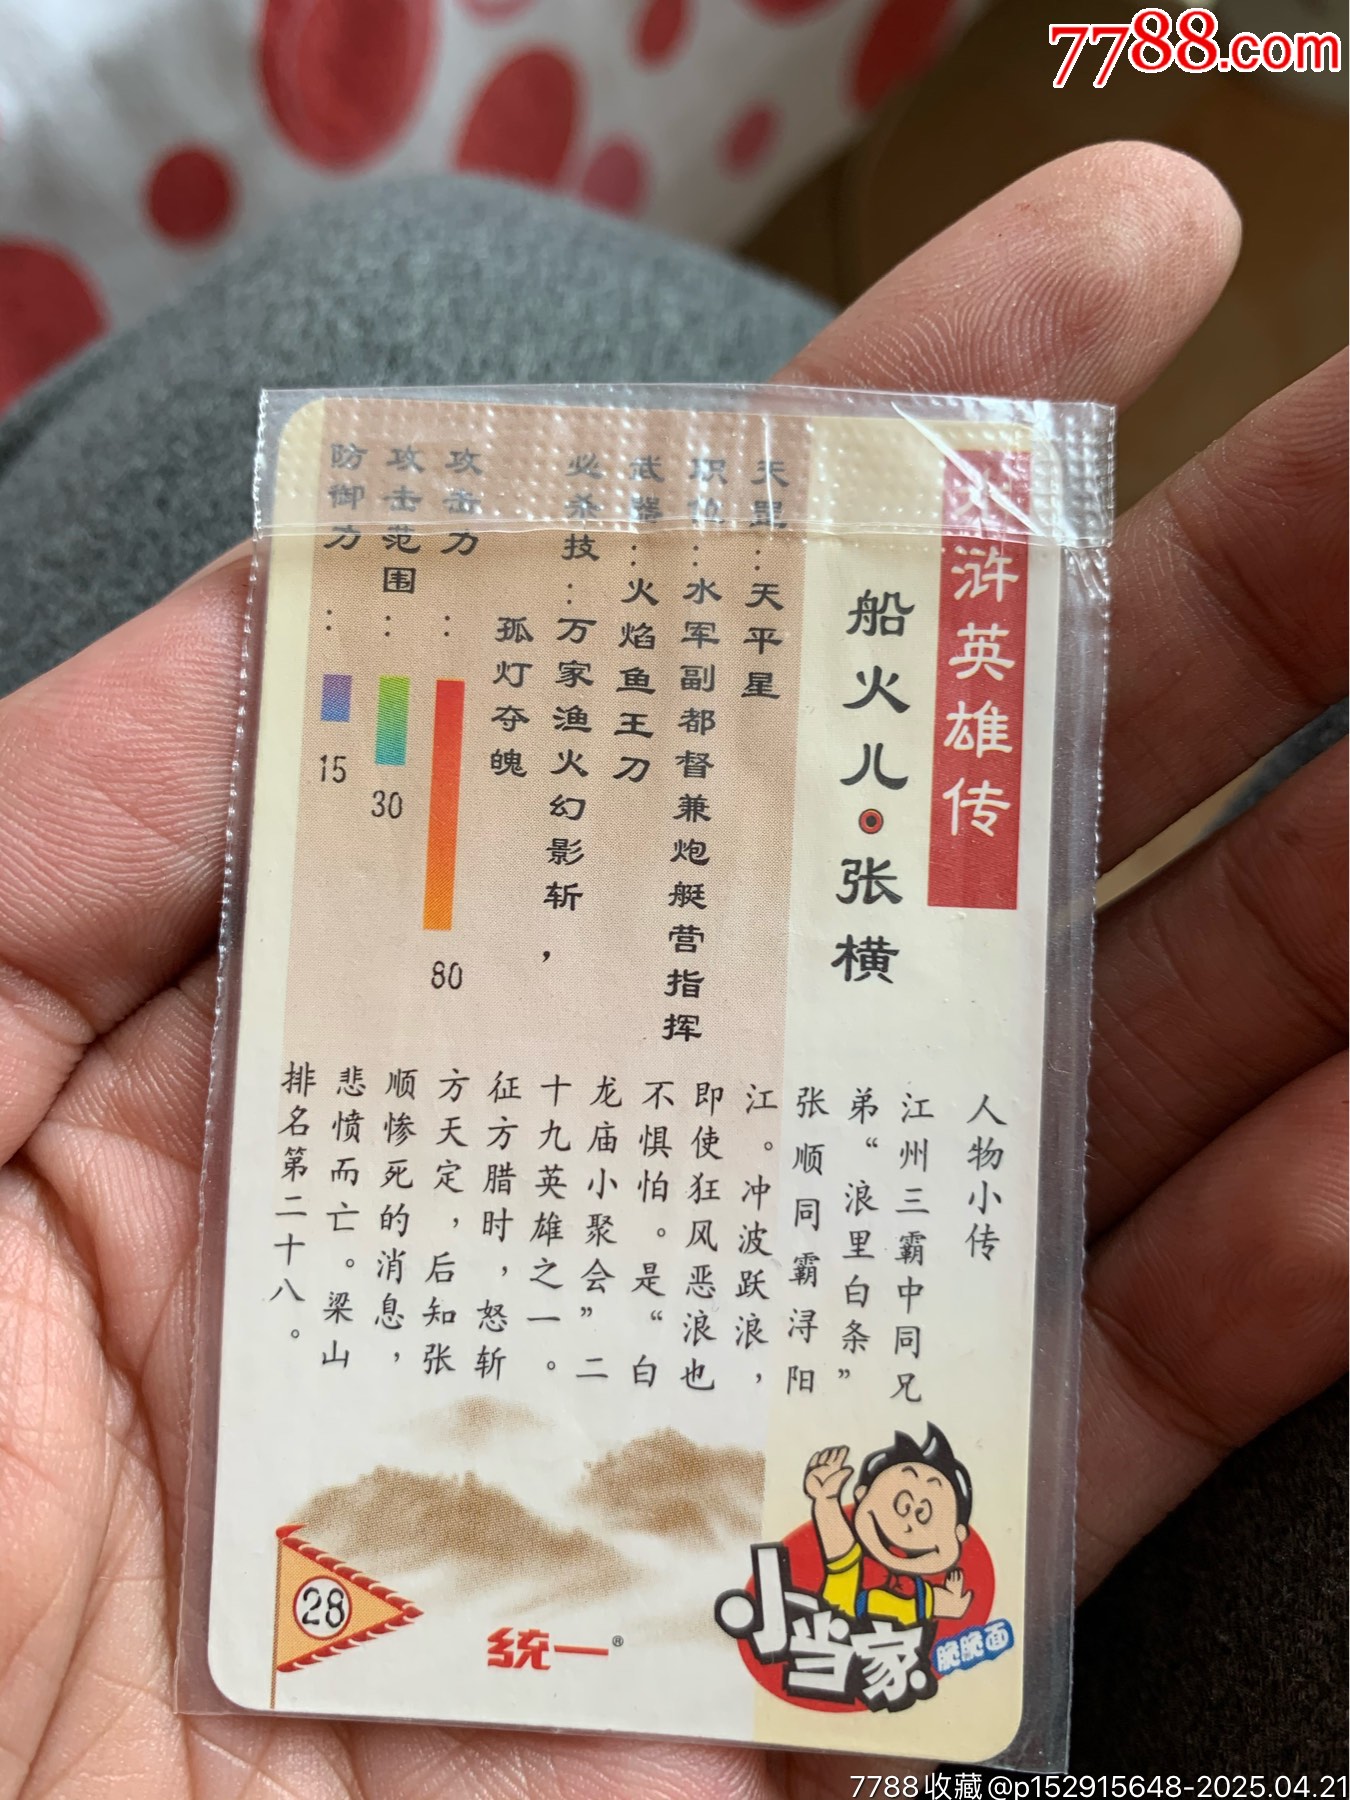 7788.com
水浒英雄传
船火儿·张横
天罡：天平星
职位：水军副都督兼炮艇营指挥
武器：火焰鱼王刀
必杀技：万家渔火幻影斩，
孤灯夺魄
攻击力：80
攻击范围：30
防御力：15
人物小传
江州三霸中同兄
弟“浪里白条”
张顺同霸浔阳
江。冲波跃浪，
即使狂风恶浪也
不惧怕。是“白
龙庙小聚会”二
十九英雄之一。
征方腊时，怒斩
方天定，后知张
顺惨死的消息，
悲愤而亡。梁山
排名第二十八。
28
統一®
小当家
脆脆面
7788收藏@p152915648-2025.04.21